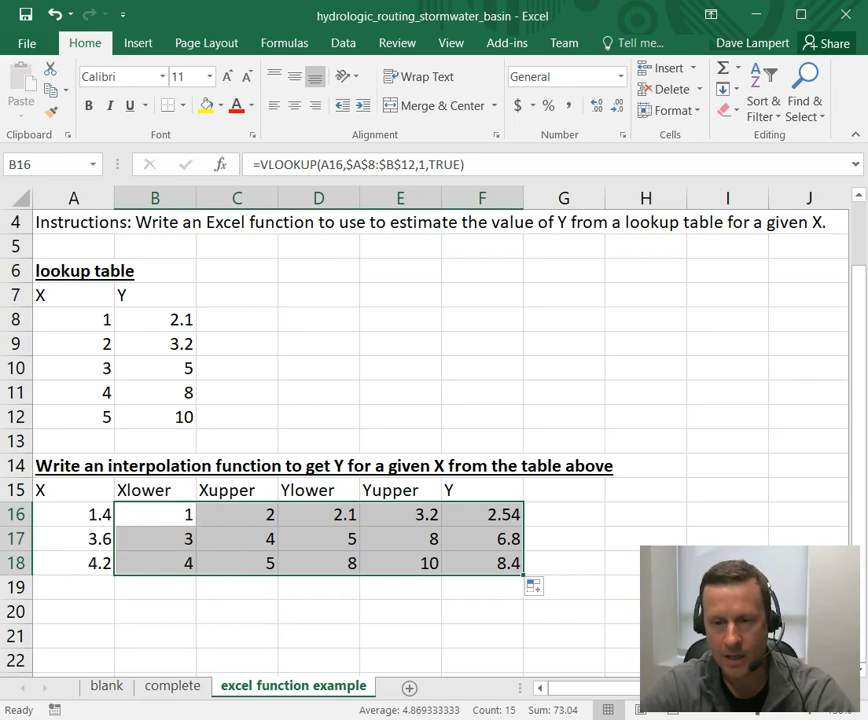 hydrologic_routing_stormwater_basin - Excel
File Home Insert Page Layout Formulas Data Review View Add-ins Team Tell me... Dave Lampert Share
Calibri 11 Wrap Text General Insert
Paste B I U A Merge & Center $ % , Delete Sort & Filter Find & Select
Format
Clipboard Font Alignment Number Cells Editing
B16 fx =VLOOKUP(A16,$A$8:$B$12,1,TRUE)
A B C D E F G H I J
4 Instructions: Write an Excel function to use to estimate the value of Y from a lookup table for a given X.
5
6 lookup table
7 X Y
8 1 2.1
9 2 3.2
10 3 5
11 4 8
12 5 10
13
14 Write an interpolation function to get Y for a given X from the table above
15 X Xlower Xupper Ylower Yupper Y
16 1.4 1 2 2.1 3.2 2.54
17 3.6 3 4 5 8 6.8
18 4.2 4 5 8 10 8.4
19
20
21
22
blank complete excel function example
Ready Average: 4.869333333 Count: 15 Sum: 73.04